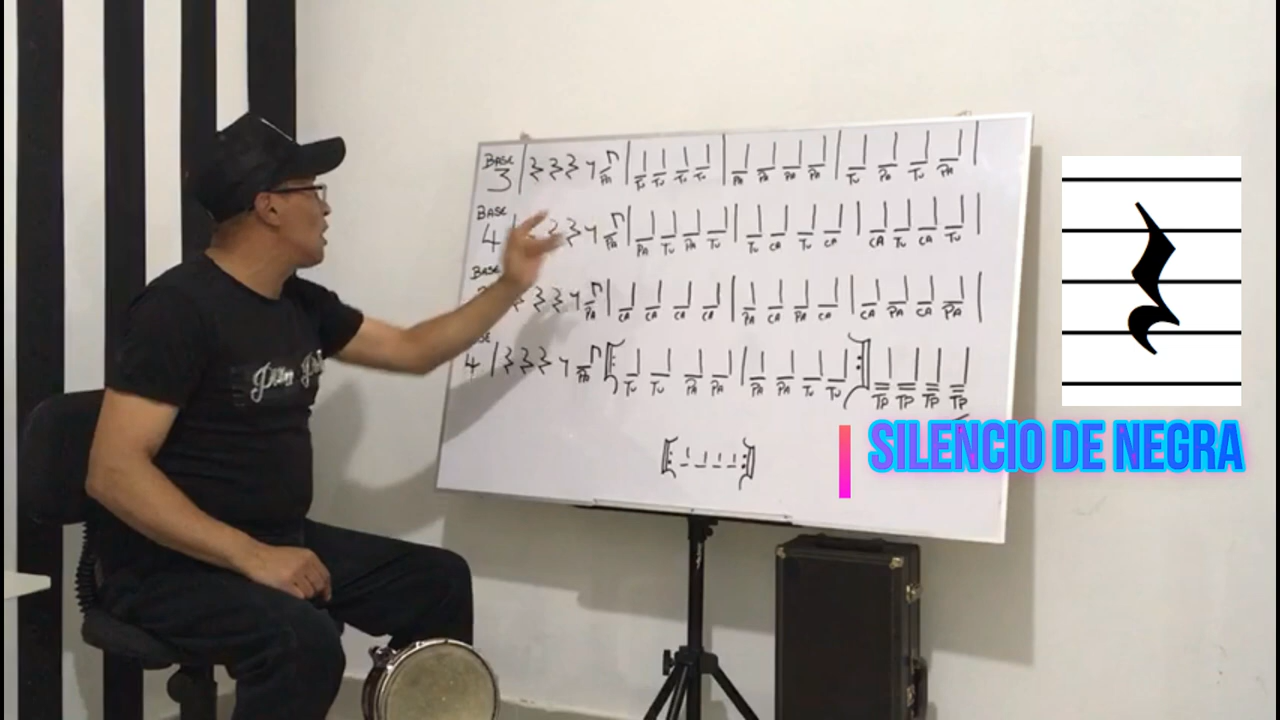 BASE
3 PA TU TU TU TU PA PA PA PA TU PA TU PA
BASE
4 PA PA TU PA TU TU CA TU CA CA TU CA TU
BASE
PA CA CA CA CA PA CA PA CA CA PA CA PA
4 PA TU TU PA PA PA PA TU TU TP TP TP TP
SILENCIO DE NEGRA